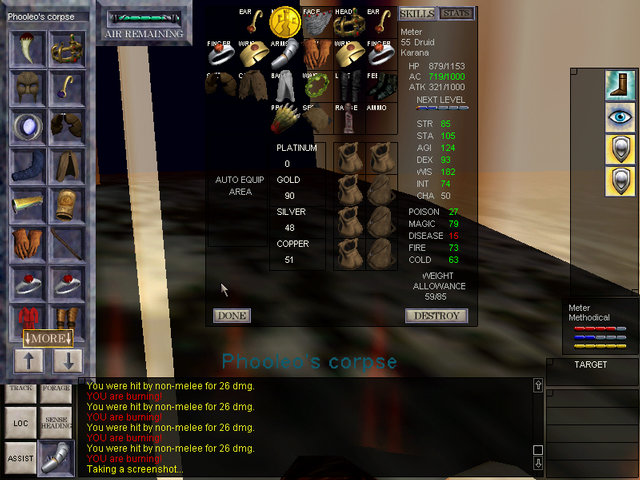 Phooleo's corpse
AIR REMAINING
EAR
FACE
HEAD
EAR
FINGER
WRIST
ARMS
WRIST
FINGER
AMMO
PLATINUM
0
GOLD
90
SILVER
48
COPPER
51
AUTO EQUIP
AREA
DONE
SKILLS
STATS
Meter
55 Druid
Karana
HP 879/1153
AC 719/1000
ATK 321/1000
NEXT LEVEL
STR 85
STA 105
AGI 124
DEX 93
WIS 182
INT 74
CHA 50
POISON 27
MAGIC 79
DISEASE 15
FIRE 73
COLD 63
WEIGHT
ALLOWANCE
59/85
DESTROY
MORE
Meter
Methodical
TARGET
Phooleo's corpse
TRACK
FORAGE
LOC
SENSE
HEADING
ASSIST
You were hit by non-melee for 26 dmg.
YOU are burning!
You were hit by non-melee for 26 dmg.
YOU are burning!
You were hit by non-melee for 26 dmg.
YOU are burning!
You were hit by non-melee for 26 dmg.
YOU are burning!
Taking a screenshot...